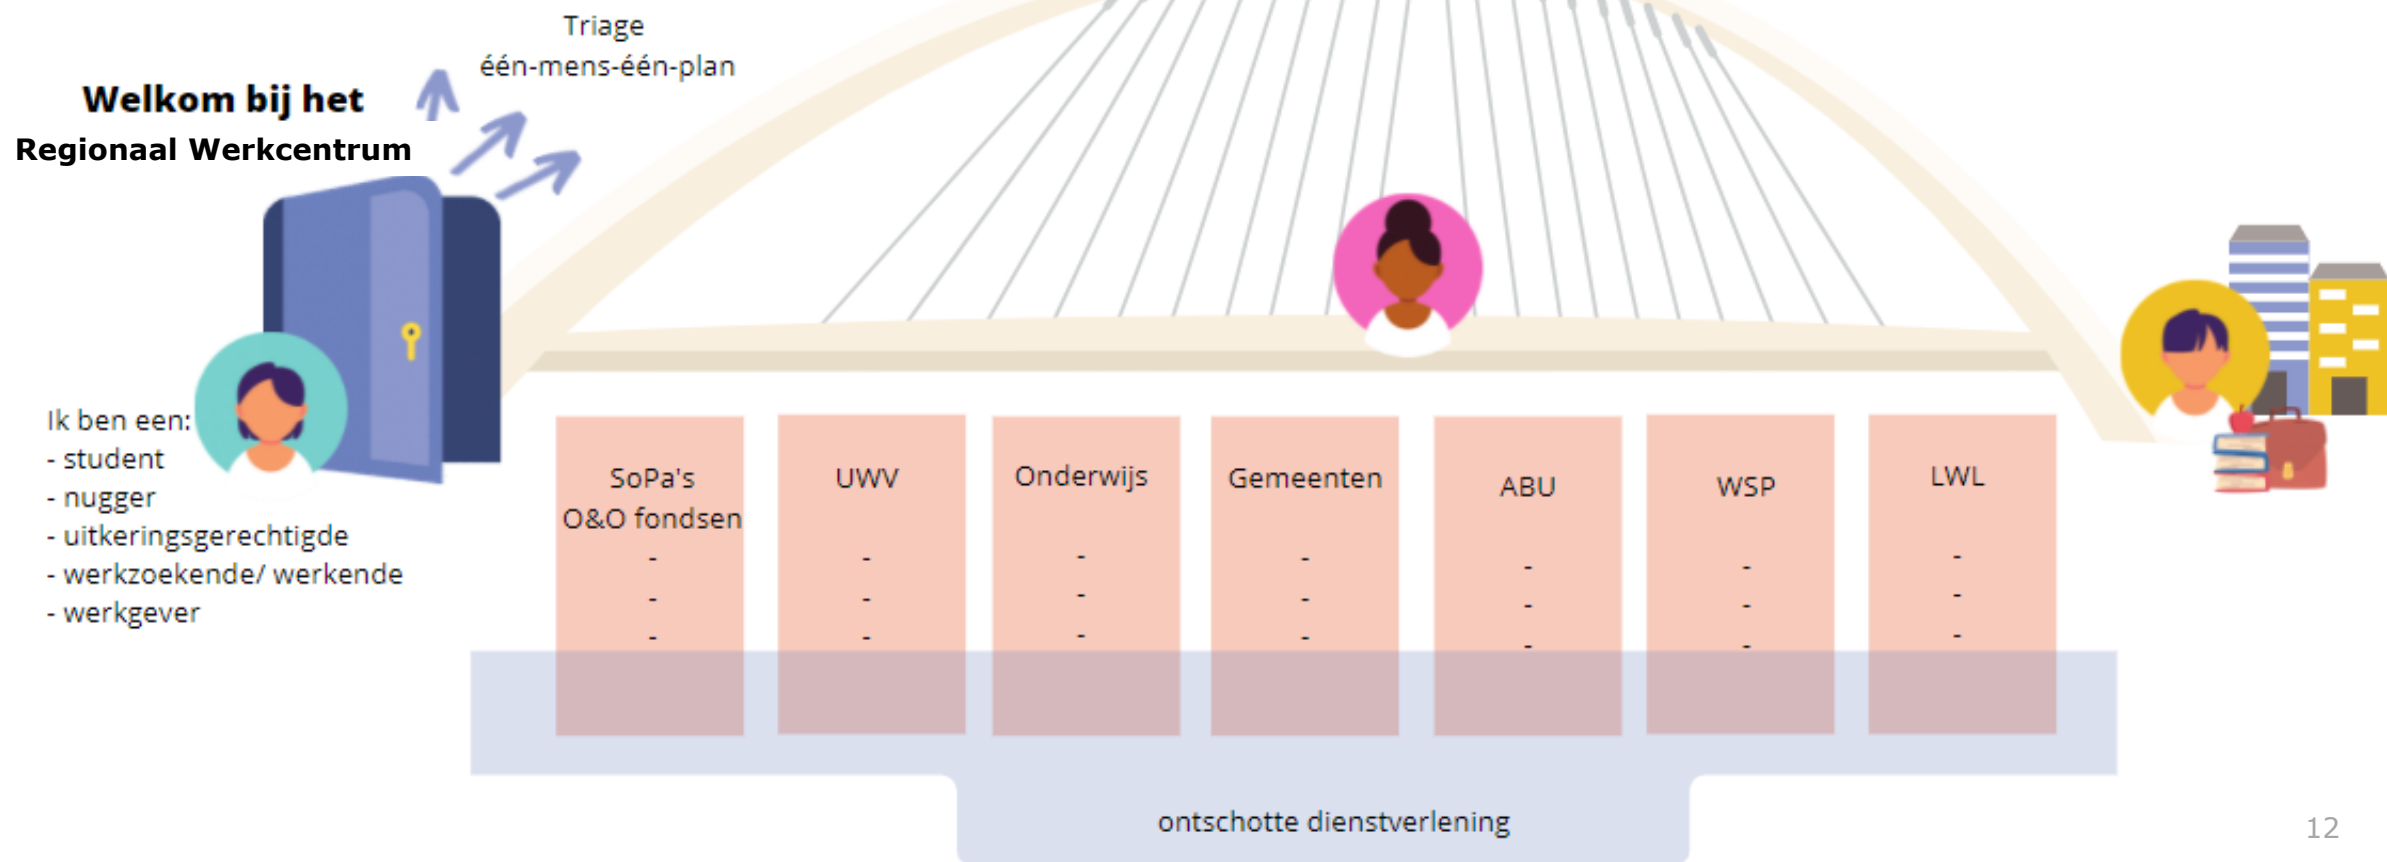 Triage
één-mens-één-plan
Welkom bij het
Regionaal Werkcentrum
Ik ben een:
- student
- nugger
- uitkeringsgerechtigde
- werkzoekende/ werkende
- werkgever
SoPa's
O&O fondsen
-
-
-
UWV
-
-
-
Onderwijs
-
-
-
Gemeenten
-
-
-
ABU
-
-
-
WSP
-
-
-
LWL
-
-
-
ontschotte dienstverlening
12